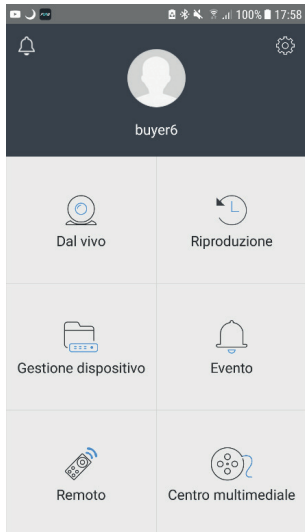 100% 17:58
buyer6
Dal vivo
Riproduzione
Gestione dispositivo
Evento
Remoto
Centro multimediale